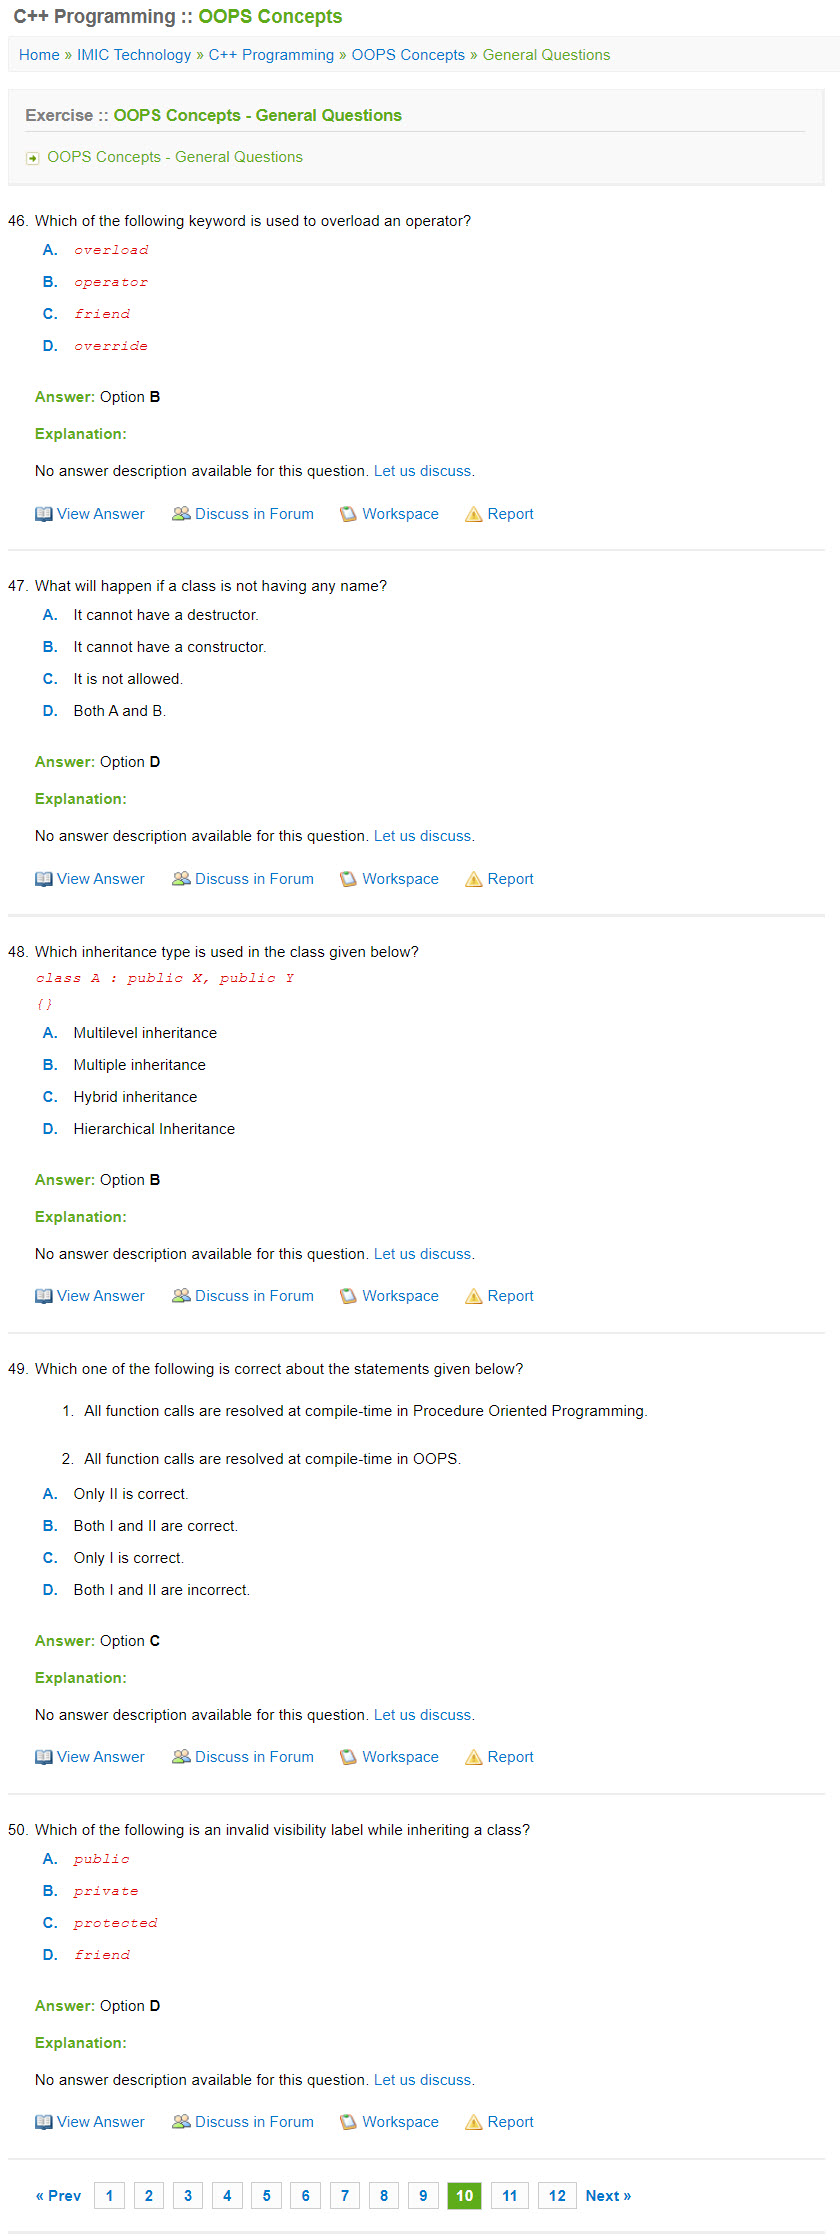 C++ Programming :: OOPS Concepts
Home » IMIC Technology » C++ Programming » OOPS Concepts » General Questions
Exercise :: OOPS Concepts - General Questions
OOPS Concepts - General Questions
46. Which of the following keyword is used to overload an operator?
A. overload
B. operator
C. friend
D. override
Answer: Option B
Explanation:
No answer description available for this question. Let us discuss.
View Answer Discuss in Forum Workspace Report
47. What will happen if a class is not having any name?
A. It cannot have a destructor.
B. It cannot have a constructor.
C. It is not allowed.
D. Both A and B.
Answer: Option D
Explanation:
No answer description available for this question. Let us discuss.
View Answer Discuss in Forum Workspace Report
48. Which inheritance type is used in the class given below?
class A : public X, public Y
{}
A. Multilevel inheritance
B. Multiple inheritance
C. Hybrid inheritance
D. Hierarchical Inheritance
Answer: Option B
Explanation:
No answer description available for this question. Let us discuss.
View Answer Discuss in Forum Workspace Report
49. Which one of the following is correct about the statements given below?
1. All function calls are resolved at compile-time in Procedure Oriented Programming.
2. All function calls are resolved at compile-time in OOPS.
A. Only II is correct.
B. Both I and II are correct.
C. Only I is correct.
D. Both I and II are incorrect.
Answer: Option C
Explanation:
No answer description available for this question. Let us discuss.
View Answer Discuss in Forum Workspace Report
50. Which of the following is an invalid visibility label while inheriting a class?
A. public
B. private
C. protected
D. friend
Answer: Option D
Explanation:
No answer description available for this question. Let us discuss.
View Answer Discuss in Forum Workspace Report
« Prev 1 2 3 4 5 6 7 8 9 10 11 12 Next »